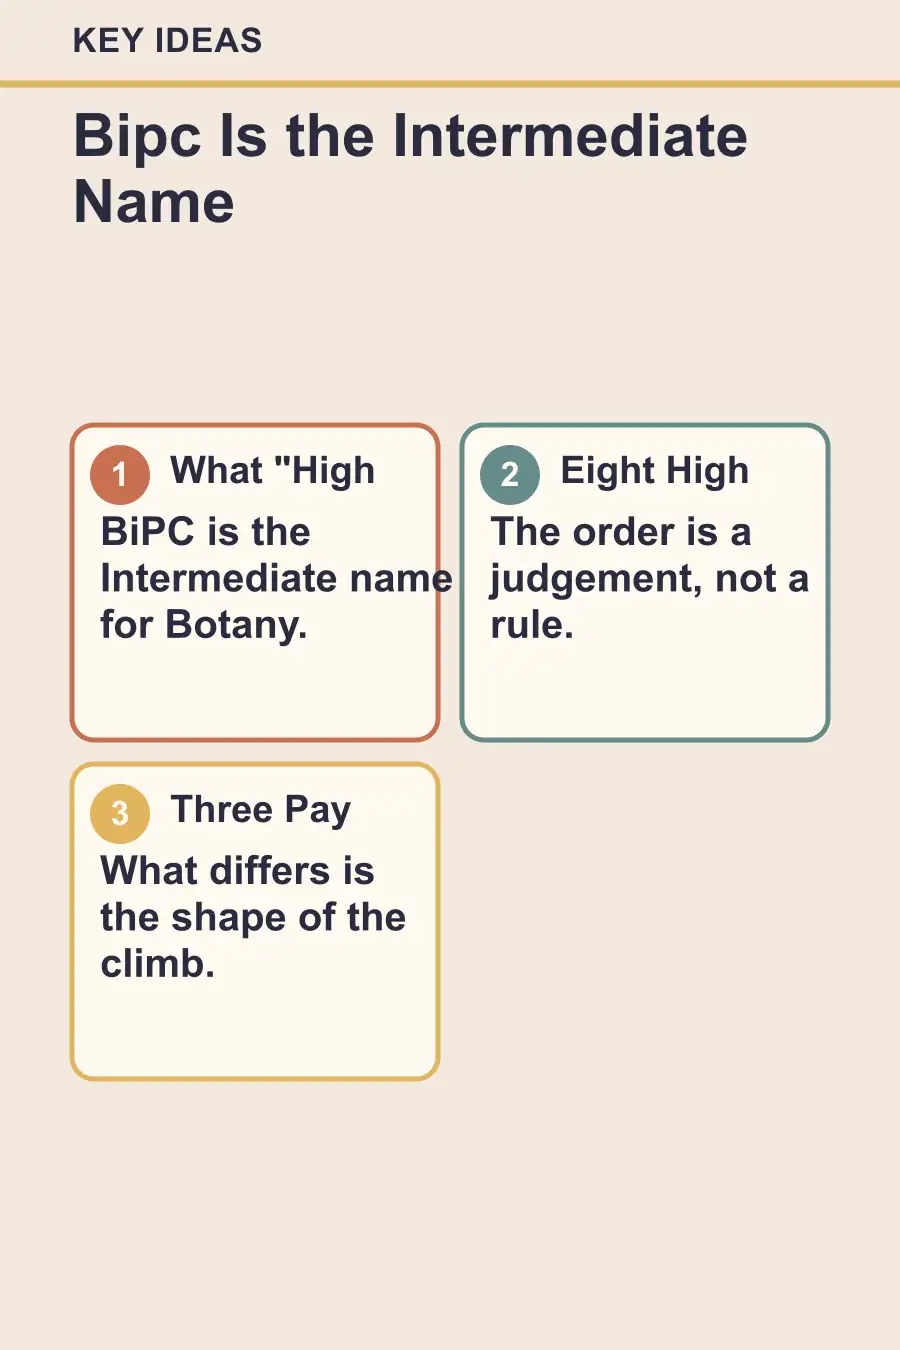 KEY IDEAS
Bipc Is the Intermediate
Name
1 What "High
BiPC is the
Intermediate name
for Botany.
2 Eight High
The order is a
judgement, not a
rule.
3 Three Pay
What differs is
the shape of the
climb.